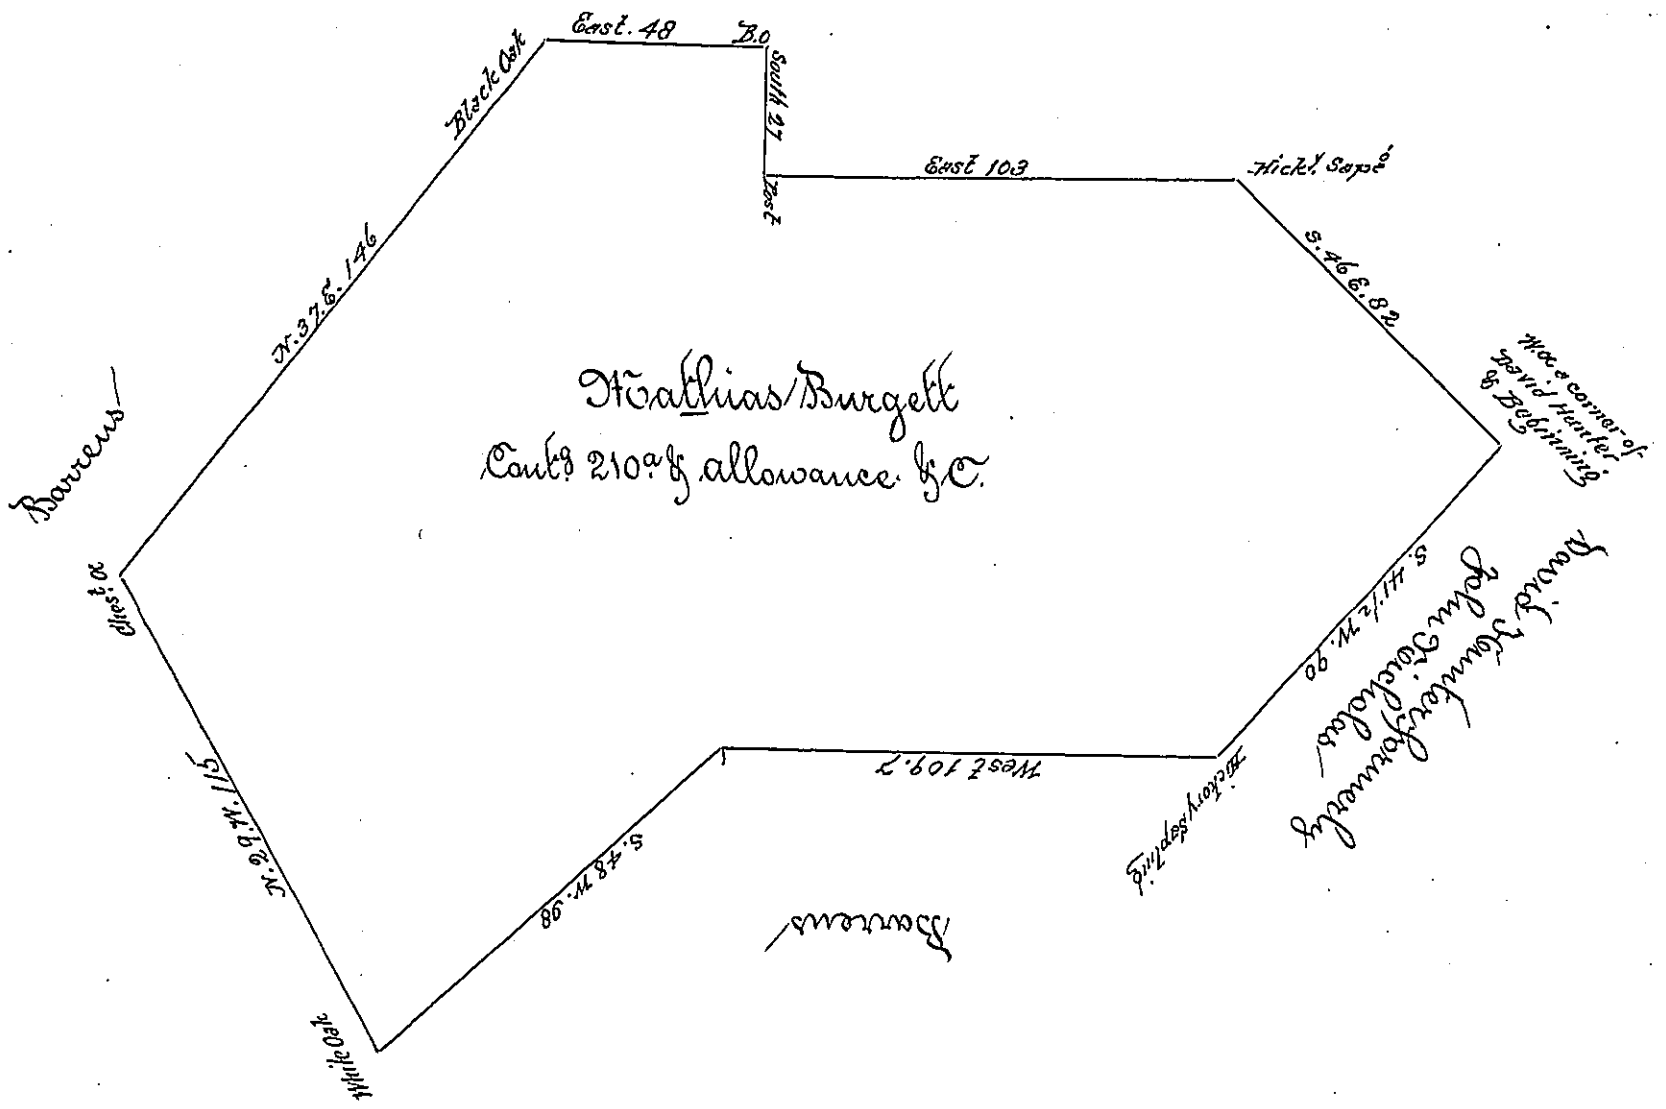 East. 48
B.o
South 27
Post
East 103
Hick.y Sap.g
S. 46 E. 82
W.o a corner of
David Hunter
& Beginning
David Hunter formerly
John Nicholas
S. 41 1/2 W. 90
Hickory Sapling
West 109.7
Barrens
S. 48 W. 98
White Oak
N. 29. W. 115
Ches.t o
Barrens
N. 37. E. 146
Black Oak
Mathias Burgett
Cont.g 210.a & allowance &C.